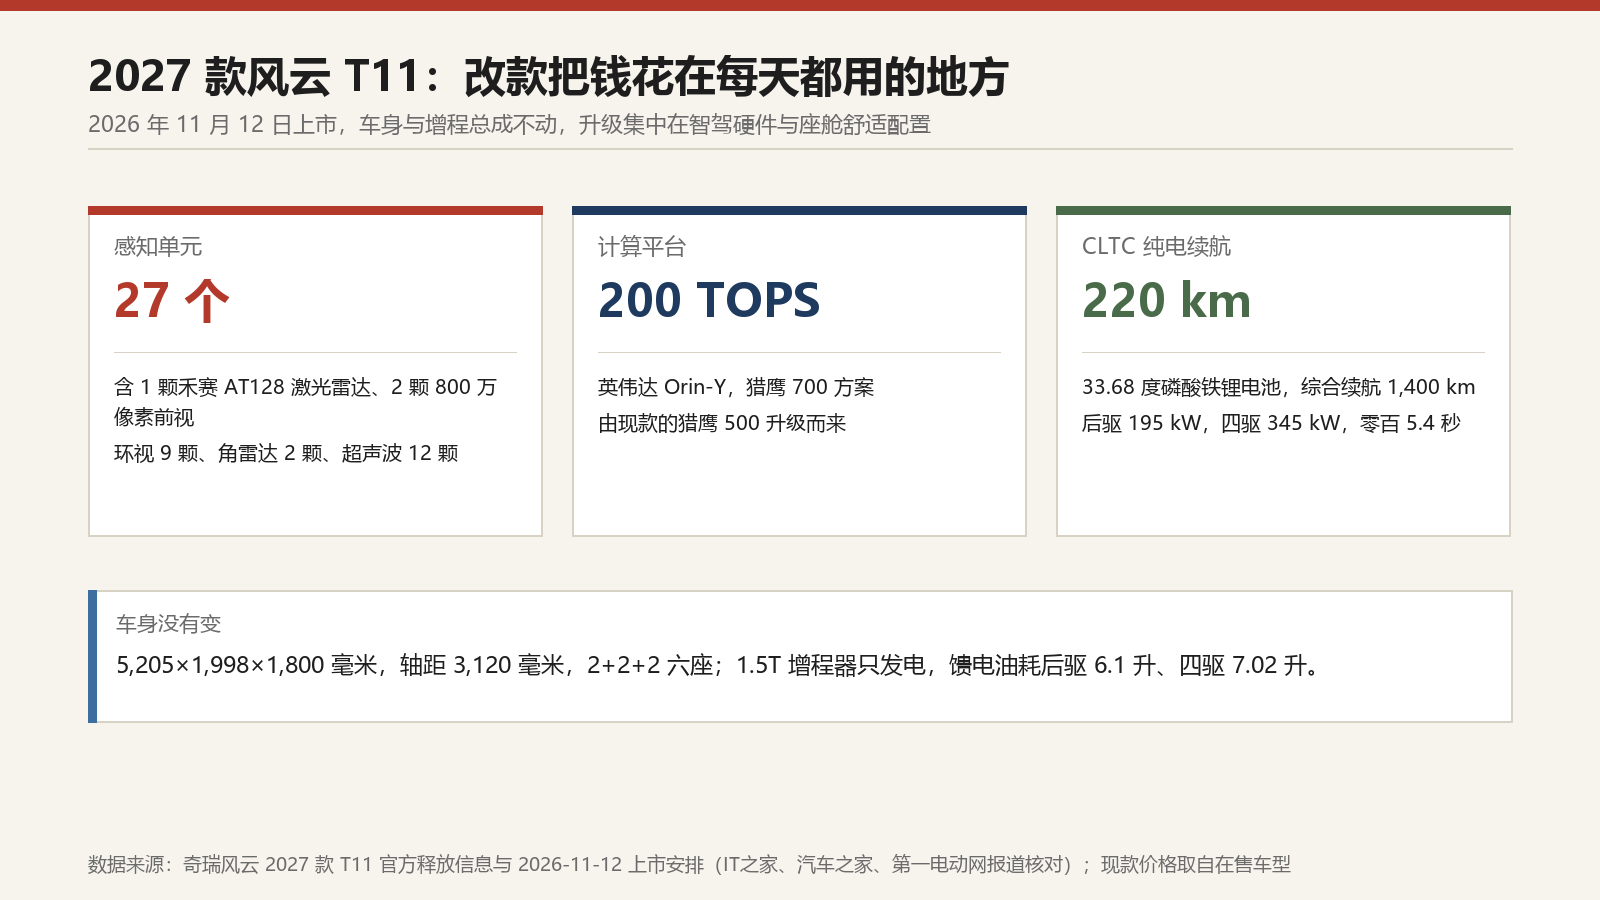 2027 款风云 T11：改款把钱花在每天都用的地方
2026 年 11 月 12 日上市，车身与增程总成不动，升级集中在智驾硬件与座舱舒适配置
感知单元
27 个
含 1 颗禾赛 AT128 激光雷达、2 颗 800 万
像素前视
环视 9 颗、角雷达 2 颗、超声波 12 颗
计算平台
200 TOPS
英伟达 Orin-Y，猎鹰 700 方案
由现款的猎鹰 500 升级而来
CLTC 纯电续航
220 km
33.68 度磷酸铁锂电池，综合续航 1,400 km
后驱 195 kW，四驱 345 kW，零百 5.4 秒
车身没有变
5,205×1,998×1,800 毫米，轴距 3,120 毫米，2+2+2 六座；1.5T 增程器只发电，馈电油耗后驱 6.1 升、四驱 7.02 升。
数据来源：奇瑞风云 2027 款 T11 官方释放信息与 2026-11-12 上市安排（IT之家、汽车之家、第一电动网报道核对）；现款价格取自在售车型